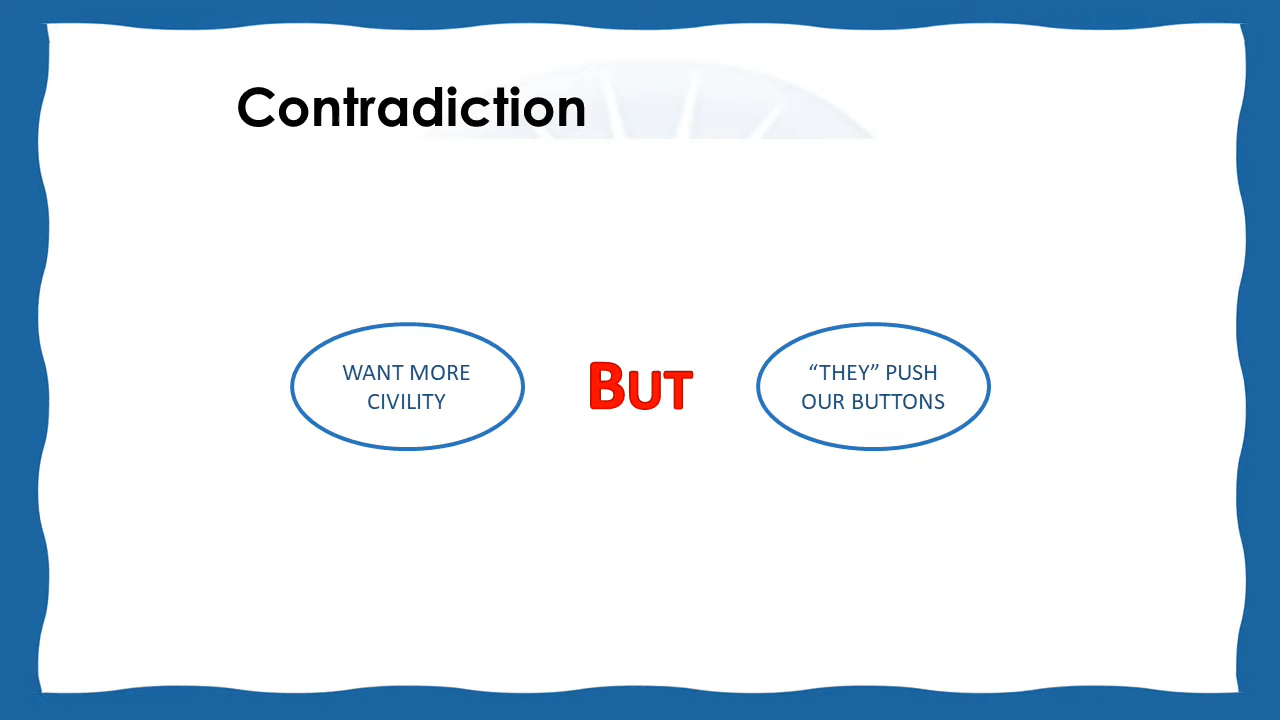 Contradiction
WANT MORE
CIVILITY
BUT
“THEY” PUSH
OUR BUTTONS